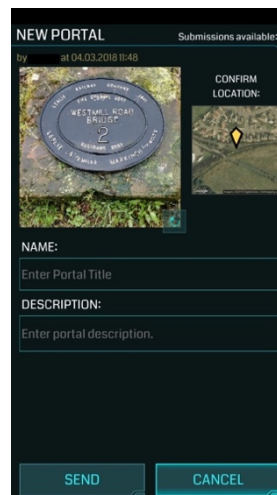 NEW PORTAL
Submissions available:
by at 04.03.2018 11:48
WESTMILL ROAD
BRIDGE
2
CONFIRM
LOCATION:
NAME:
Enter Portal Title
DESCRIPTION:
Enter portal description.
SEND
CANCEL